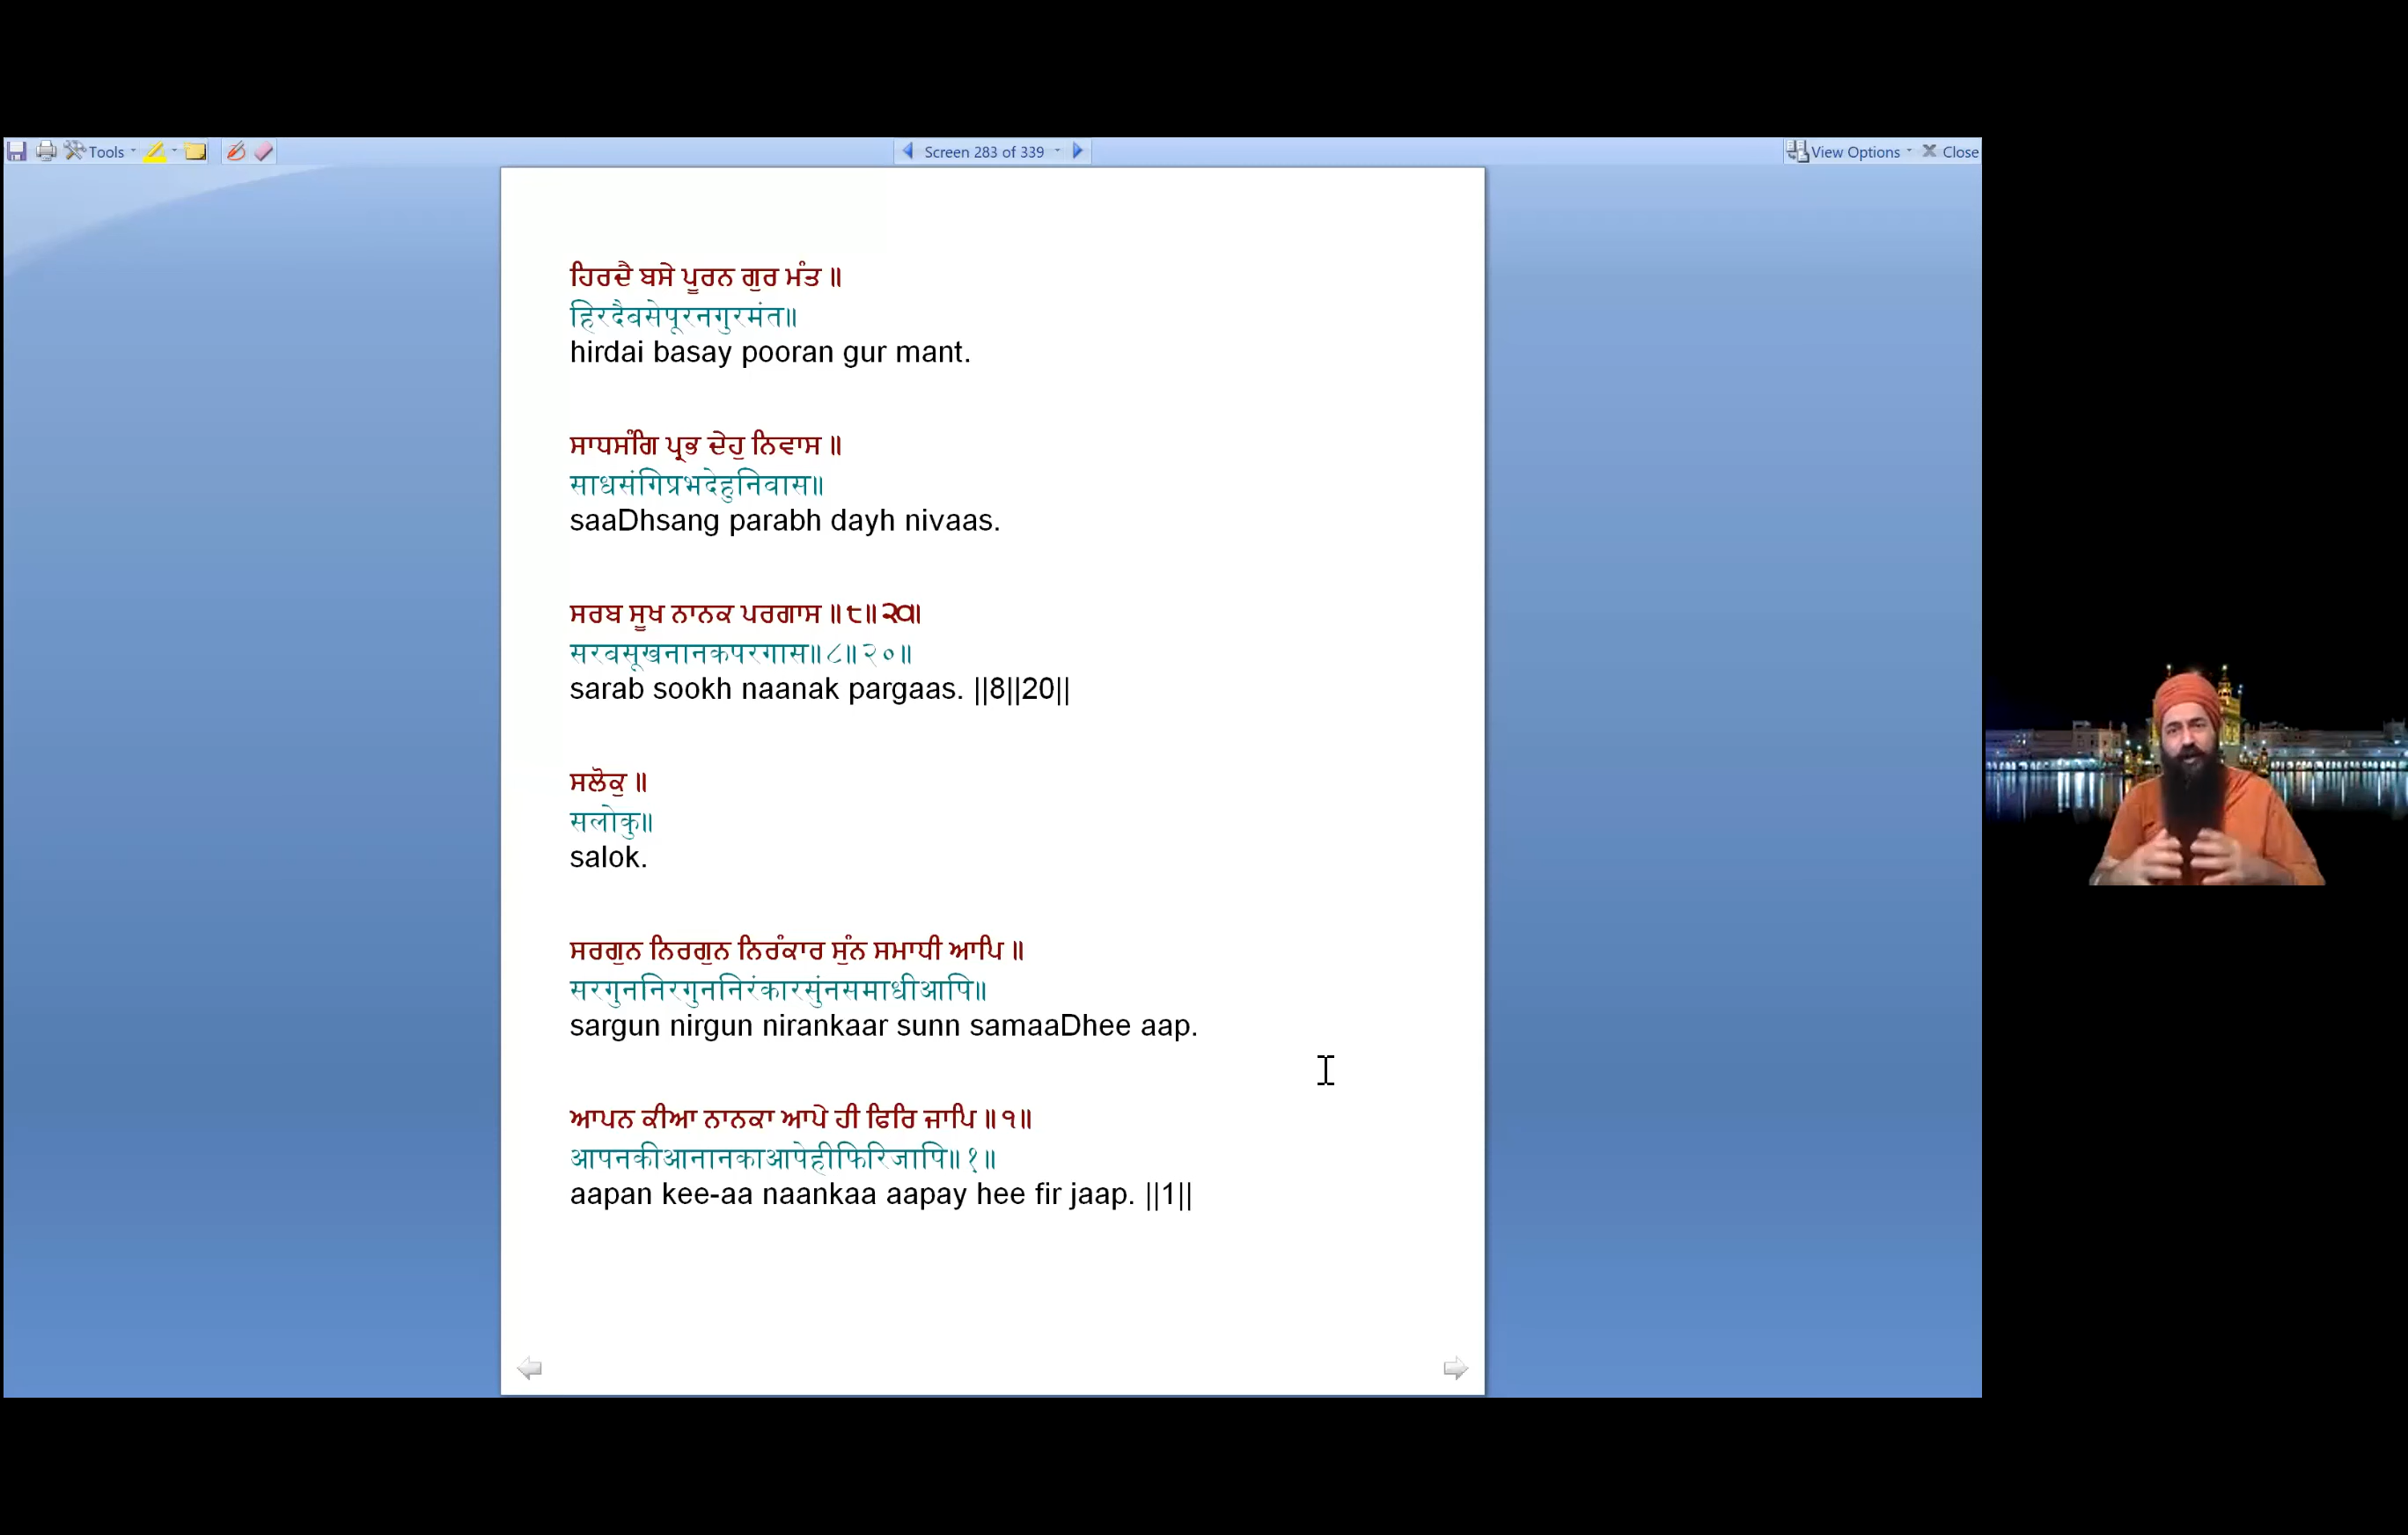 Tools
Screen 283 of 339
View Options
Close
ਹਿਰਦੈ ਬਸੇ ਪੂਰਨ ਗੁਰ ਮੰਤ ॥
हिरदैबसेपूरनगुरमंत॥
hirdai basay pooran gur mant.
ਸਾਧਸੰਗਿ ਪ੍ਰਭ ਦੇਹੁ ਨਿਵਾਸ ॥
साधसंगिप्रभदेहुनिवास॥
saaDhsang parabh dayh nivaas.
ਸਰਬ ਸੂਖ ਨਾਨਕ ਪਰਗਾਸ ॥੮॥੨੦॥
सरबसूखनानकपरगास॥८॥२०॥
sarab sookh naanak pargaas. ||8||20||
ਸਲੋਕੁ ॥
सलोकु॥
salok.
ਸਰਗੁਨ ਨਿਰਗੁਨ ਨਿਰੰਕਾਰ ਸੁੰਨ ਸਮਾਧੀ ਆਪਿ ॥
सरगुननिरगुननिरंकारसुंनसमाधीआपि॥
sargun nirgun nirankaar sunn samaaDhee aap.
ਆਪਨ ਕੀਆ ਨਾਨਕਾ ਆਪੇ ਹੀ ਫਿਰਿ ਜਾਪਿ ॥੧॥
आपनकीआनानकाआपेहीफिरिजापि॥१॥
aapan kee-aa naankaa aapay hee fir jaap. ||1||